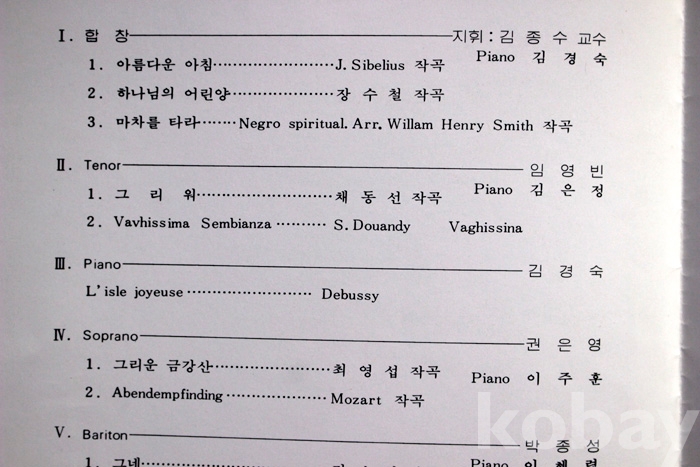 Ⅰ. 합 창 지휘 : 김 종 수 교수
1. 아름다운 아침························J. Sibelius 작곡 Piano 김 경 숙
2. 하나님의 어린양····················장 수 철 작곡
3. 마차를 타라·······Negro spiritual. Arr. Willam Henry Smith 작곡
Ⅱ. Tenor 임 영 빈
1. 그 리 워··························채 동 선 작곡 Piano 김 은 정
2. Vavhissima Sembianza ·········· S. Douandy Vaghissina
Ⅲ. Piano 김 경 숙
L' isle joyeuse ························· Debussy
Ⅳ. Soprano 권 은 영
1. 그리운 금강산·······················최 영 섭 작곡 Piano 이 주 훈
2. Abendempfinding ···················· Mozart 작곡
Ⅴ. Bariton 박 종 성
1. 그네 Piano 이
kobay